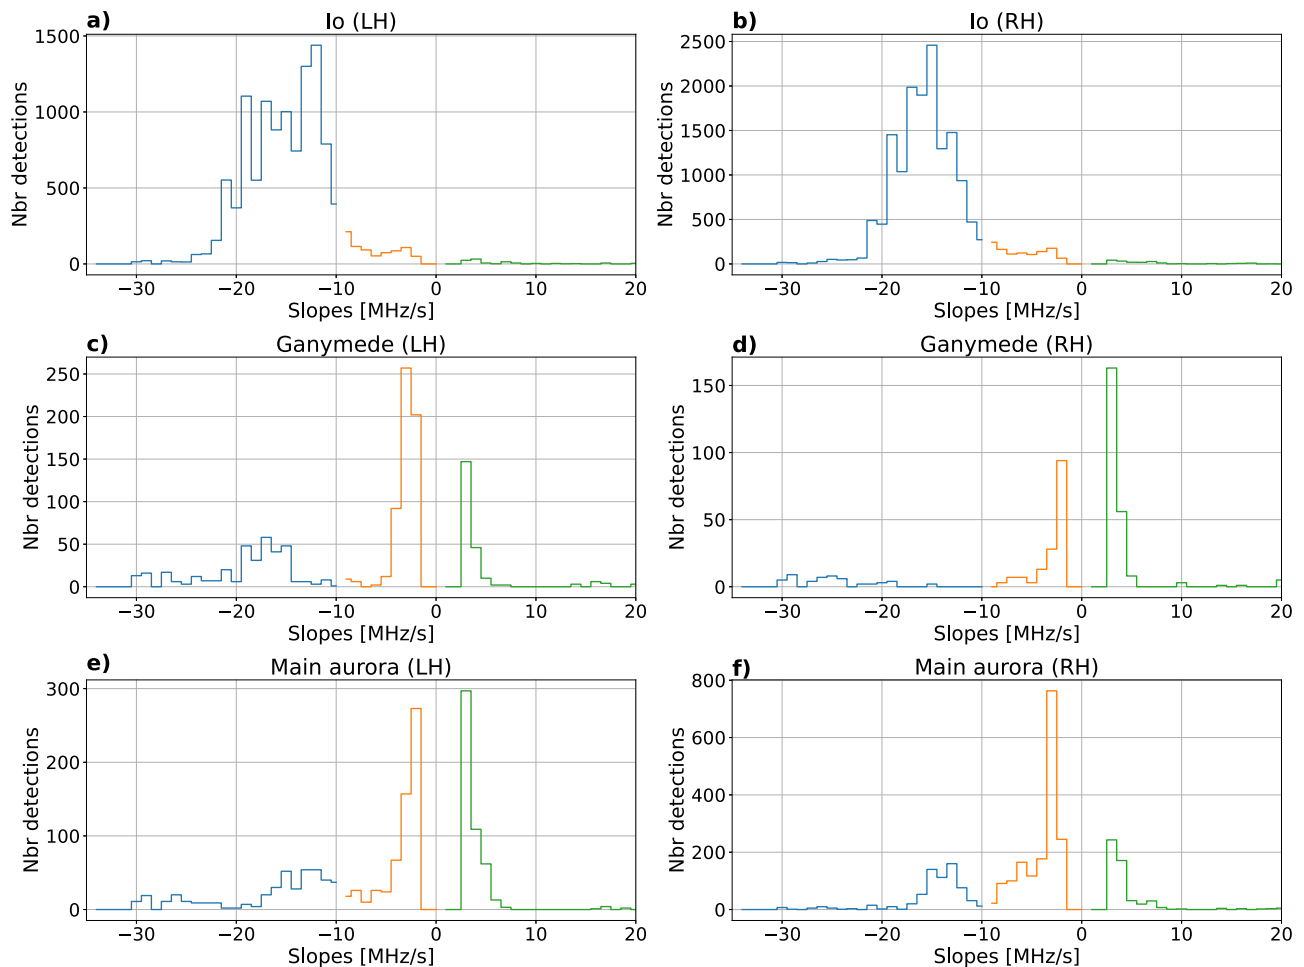 a) Io (LH)
1500
1000
500
0
Nbr detections
−30 −20 −10 0 10 20
Slopes [MHz/s]
b) Io (RH)
2500
2000
1500
1000
500
0
Nbr detections
−30 −20 −10 0 10 20
Slopes [MHz/s]
c) Ganymede (LH)
250
200
150
100
50
0
Nbr detections
−30 −20 −10 0 10 20
Slopes [MHz/s]
d) Ganymede (RH)
150
100
50
0
Nbr detections
−30 −20 −10 0 10 20
Slopes [MHz/s]
e) Main aurora (LH)
300
200
100
0
Nbr detections
−30 −20 −10 0 10 20
Slopes [MHz/s]
f) Main aurora (RH)
800
600
400
200
0
Nbr detections
−30 −20 −10 0 10 20
Slopes [MHz/s]